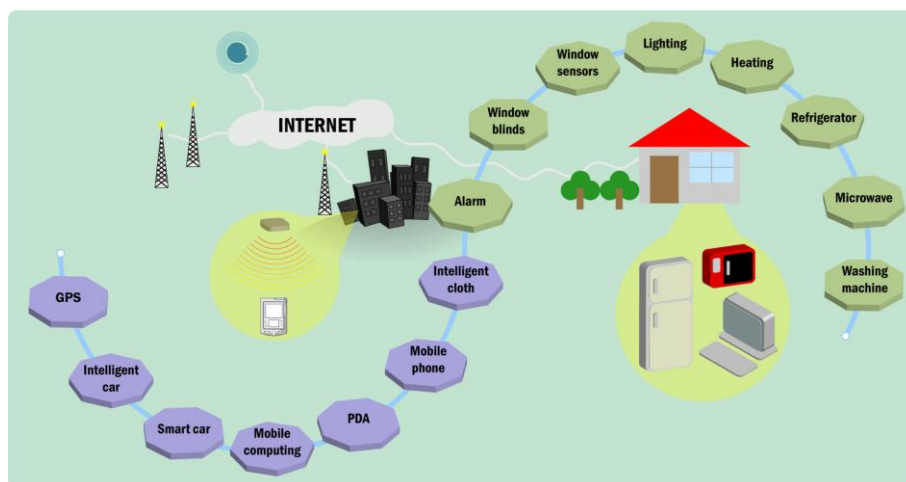 INTERNET
GPS
Intelligent
car
Smart car
Mobile
computing
PDA
Mobile
phone
Intelligent
cloth
Alarm
Window
blinds
Window
sensors
Lighting
Heating
Refrigerator
Microwave
Washing
machine